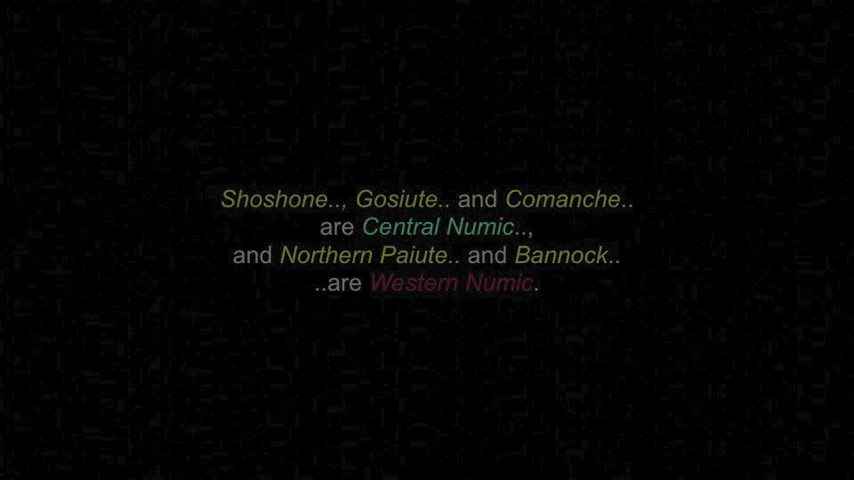 Shoshone.., Gosiute.. and Comanche..
are Central Numic..,
and Northern Paiute.. and Bannock..
..are Western Numic.